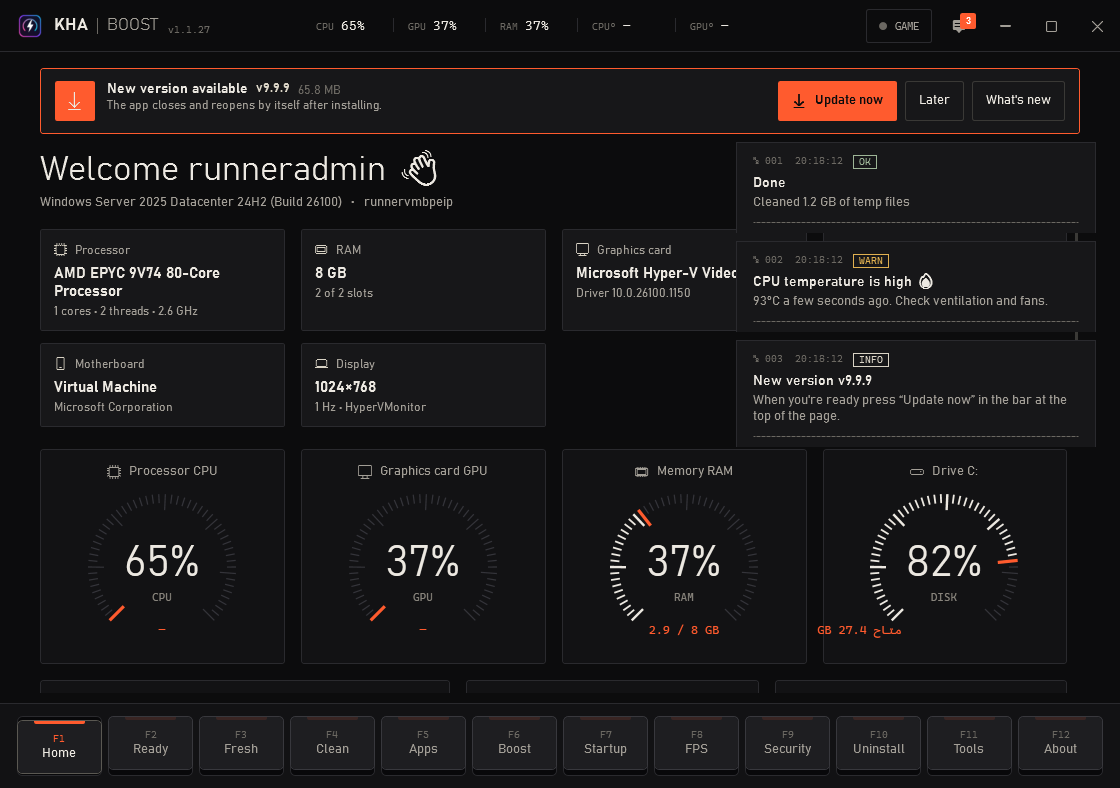 KHA | BOOST v1.1.27
CPU 65% GPU 37% RAM 37% CPU° — GPU° —
GAME
3
New version available v9.9.9 65.8 MB
The app closes and reopens by itself after installing.
Update now
Later
What's new
Welcome runneradmin
Windows Server 2025 Datacenter 24H2 (Build 26100) • runnervmbpeip
001 20:18:12 OK
Done
Cleaned 1.2 GB of temp files
002 20:18:12 WARN
CPU temperature is high
93°C a few seconds ago. Check ventilation and fans.
003 20:18:12 INFO
New version v9.9.9
When you're ready press “Update now” in the bar at the
top of the page.
Processor
AMD EPYC 9V74 80-Core
Processor
1 cores • 2 threads • 2.6 GHz
RAM
8 GB
2 of 2 slots
Graphics card
Microsoft Hyper-V Video
Driver 10.0.26100.1150
Motherboard
Virtual Machine
Microsoft Corporation
Display
1024×768
1 Hz • HyperVMonitor
Processor CPU
65%
CPU
—
Graphics card GPU
37%
GPU
—
Memory RAM
37%
RAM
2.9 / 8 GB
Drive C:
82%
DISK
متاح 27.4 GB
F1 Home
F2 Ready
F3 Fresh
F4 Clean
F5 Apps
F6 Boost
F7 Startup
F8 FPS
F9 Security
F10 Uninstall
F11 Tools
F12 About